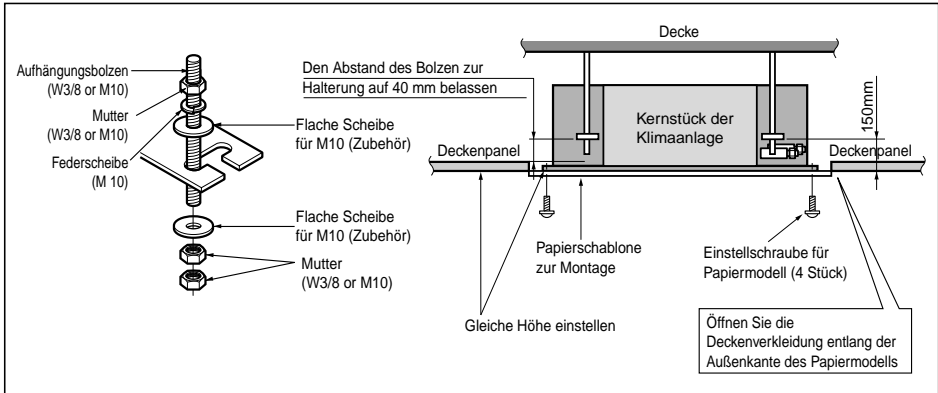 Aufhängungsbolzen
(W3/8 or M10)
Mutter
(W3/8 or M10)
Federscheibe
(M 10)
Flache Scheibe
für M10 (Zubehör)
Flache Scheibe
für M10 (Zubehör)
Mutter
(W3/8 or M10)
Decke
Den Abstand des Bolzen zur
Halterung auf 40 mm belassen
Kernstück der
Klimaanlage
150mm
Deckenpanel
Deckenpanel
Papierschablone
zur Montage
Einstellschraube für
Papiermodell (4 Stück)
Gleiche Höhe einstellen
Öffnen Sie die
Deckenverkleidung entlang der
Außenkante des Papiermodells